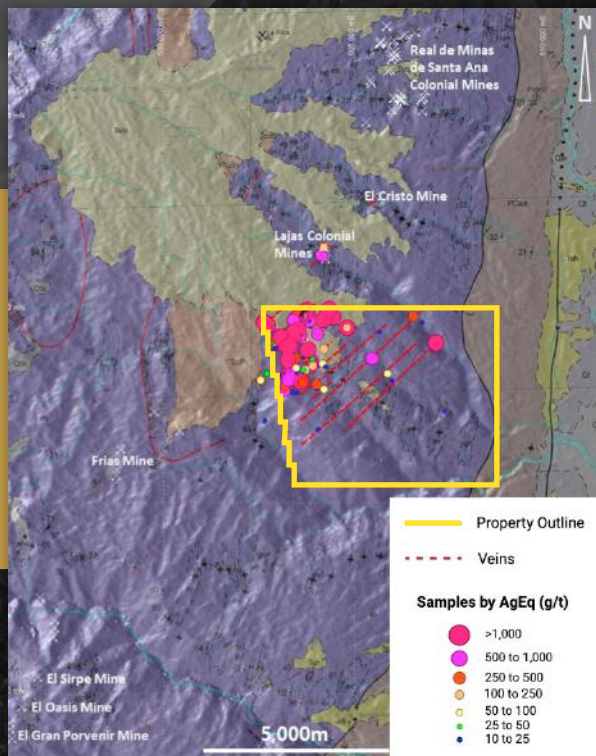 N
Real de Minas
de Santa Ana
Colonial Mines
El Cristo Mine
Lajas Colonial
Mines
Frias Mine
El Sirpe Mine
El Oasis Mine
El Gran Porvenir Mine
5,000m
Property Outline
Veins
Samples by AgEq (g/t)
>1,000
500 to 1,000
250 to 500
100 to 250
50 to 100
25 to 50
10 to 25